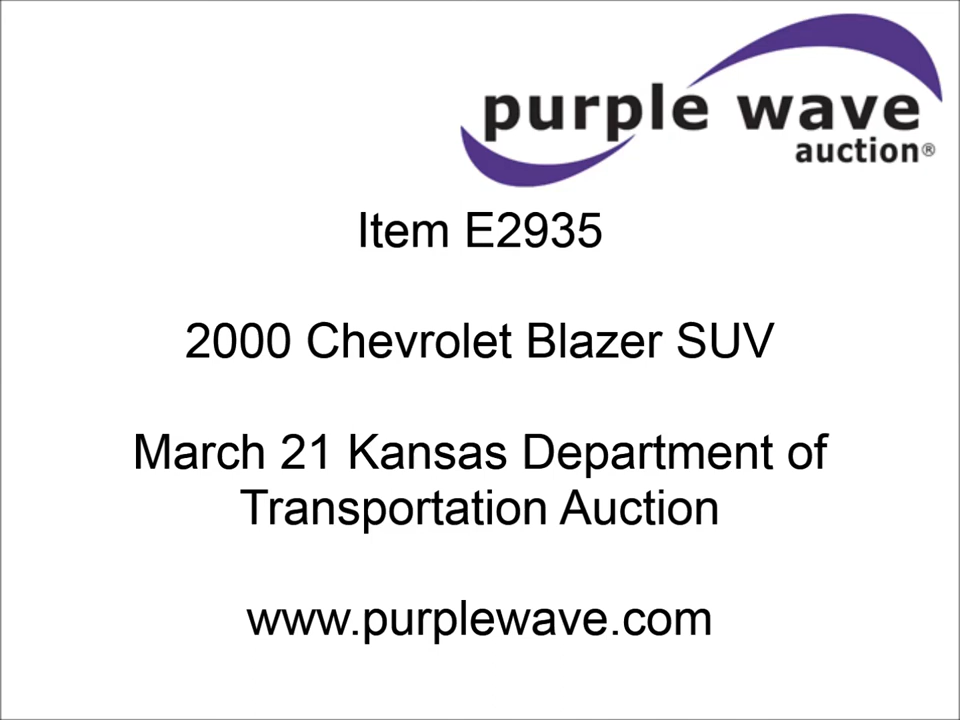 purple wave
auction®
Item E2935
2000 Chevrolet Blazer SUV
March 21 Kansas Department of
Transportation Auction
www.purplewave.com